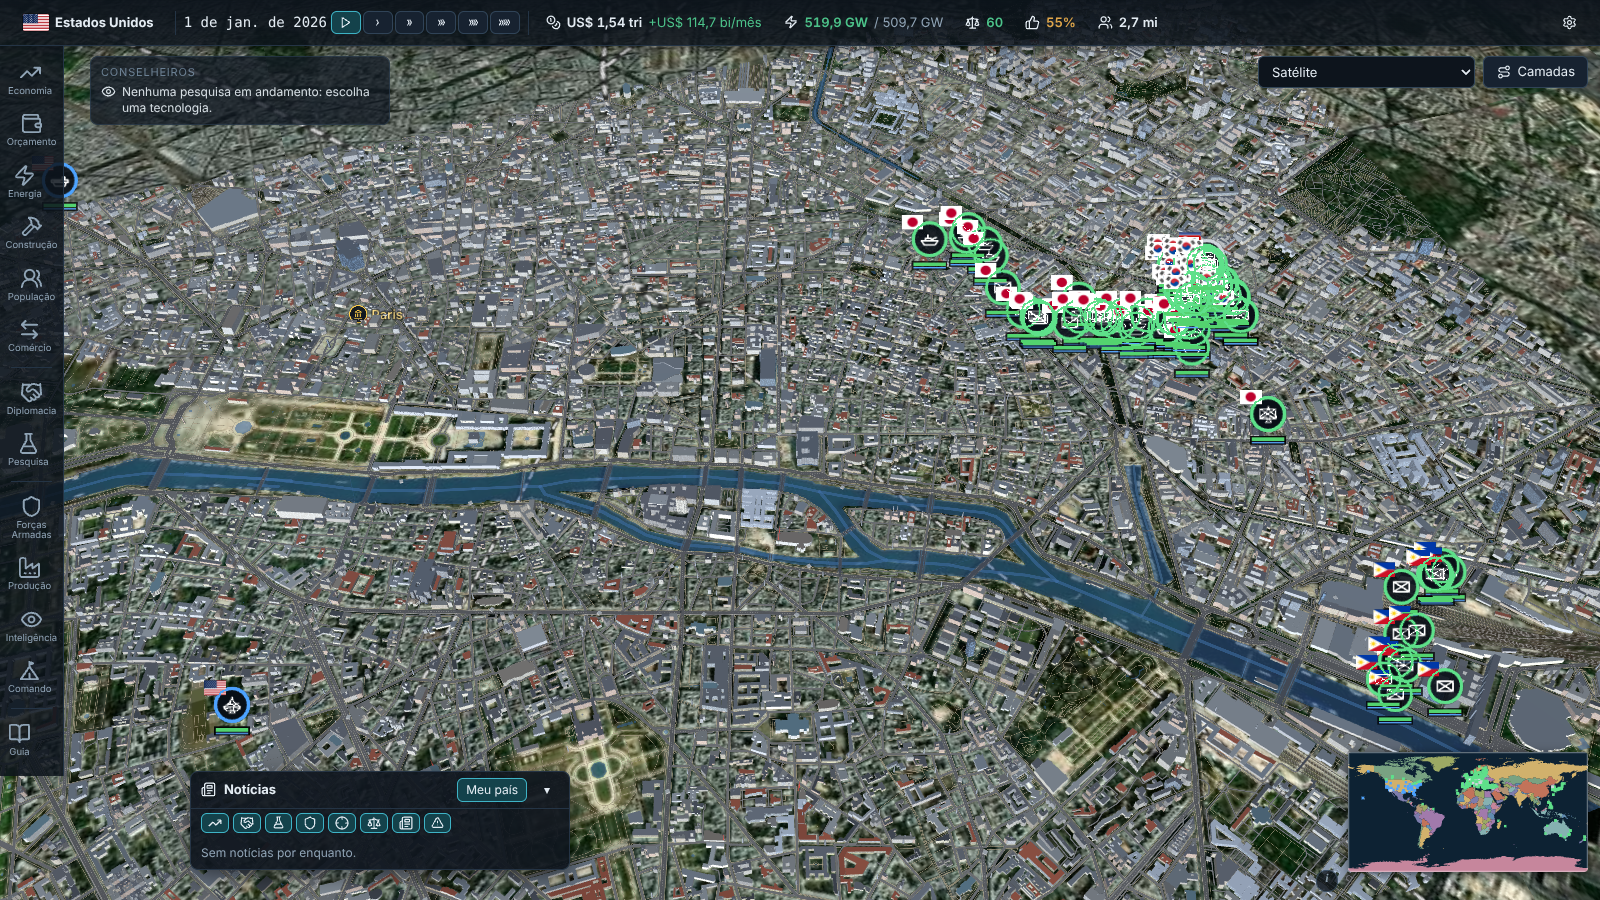 Estados Unidos
1 de jan. de 2026
US$ 1,54 tri +US$ 114,7 bi/mês
519,9 GW / 509,7 GW
60
55%
2,7 mi
CONSELHEIROS
Nenhuma pesquisa em andamento: escolha
uma tecnologia.
Satélite
Camadas
Economia
Orçamento
Energia
Construção
População
Comércio
Diplomacia
Pesquisa
Forças
Armadas
Produção
Inteligência
Comando
Guia
Paris
Notícias
Meu país
Sem notícias por enquanto.